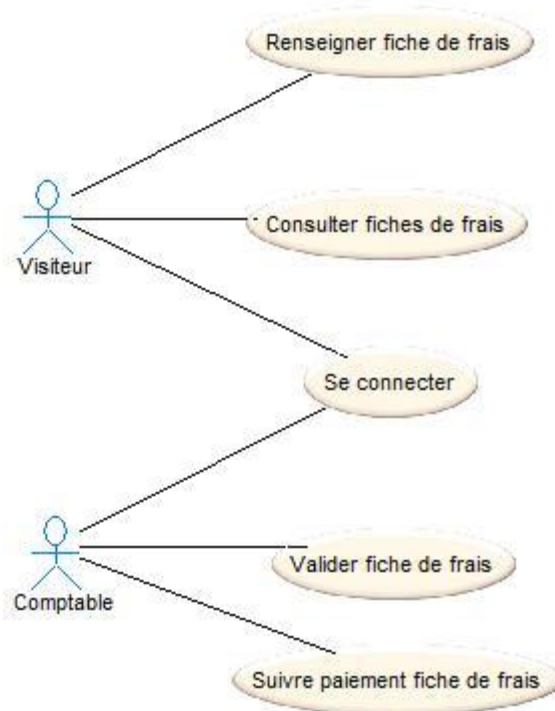 Renseigner fiche de frais
Consulter fiches de frais
Visiteur
Se connecter
Valider fiche de frais
Comptable
Suivre paiement fiche de frais